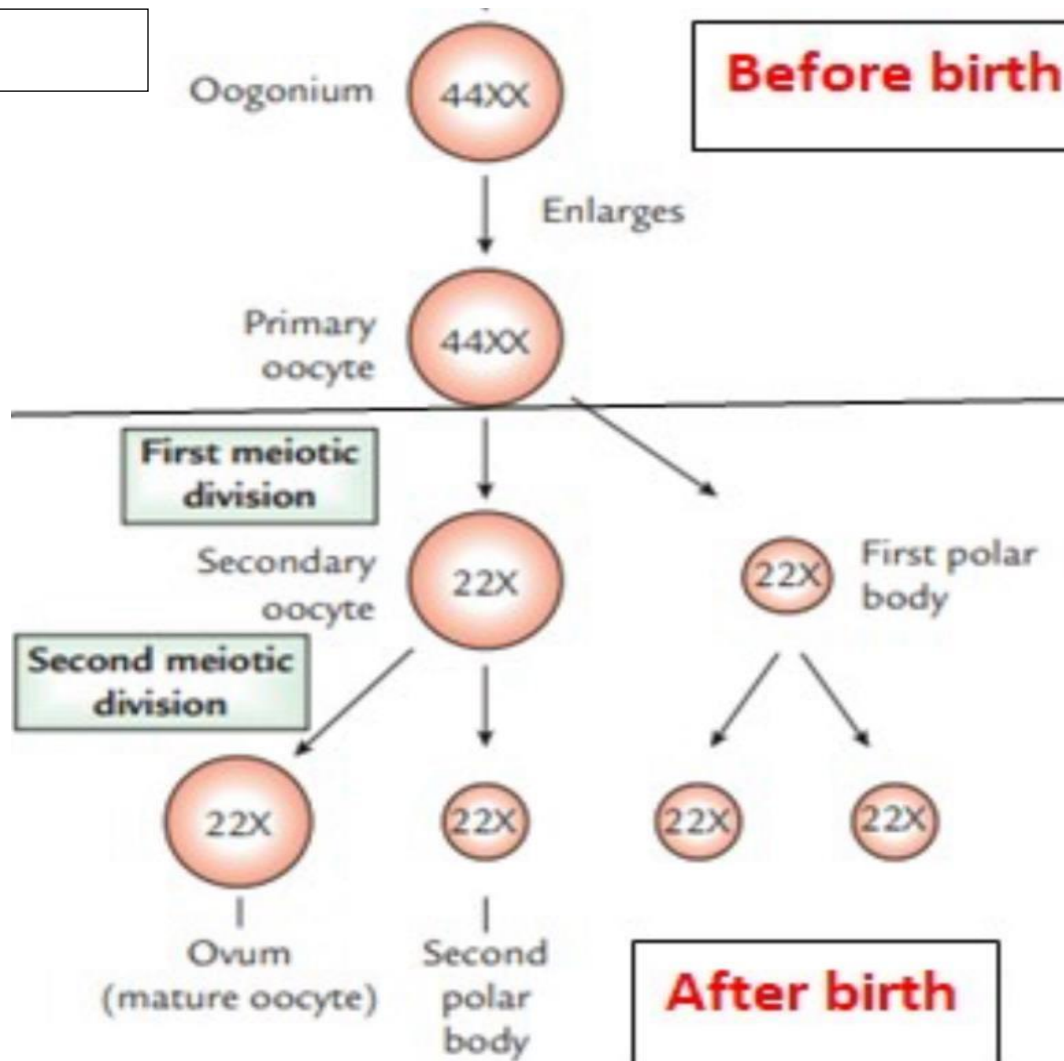 Oogonium
44XX
Before birth
Enlarges
Primary
oocyte
44XX
First meiotic
division
Secondary
oocyte
22X
22X
First polar
body
Second meiotic
division
22X
22X
22X
22X
Ovum
(mature oocyte)
Second
polar
body
After birth